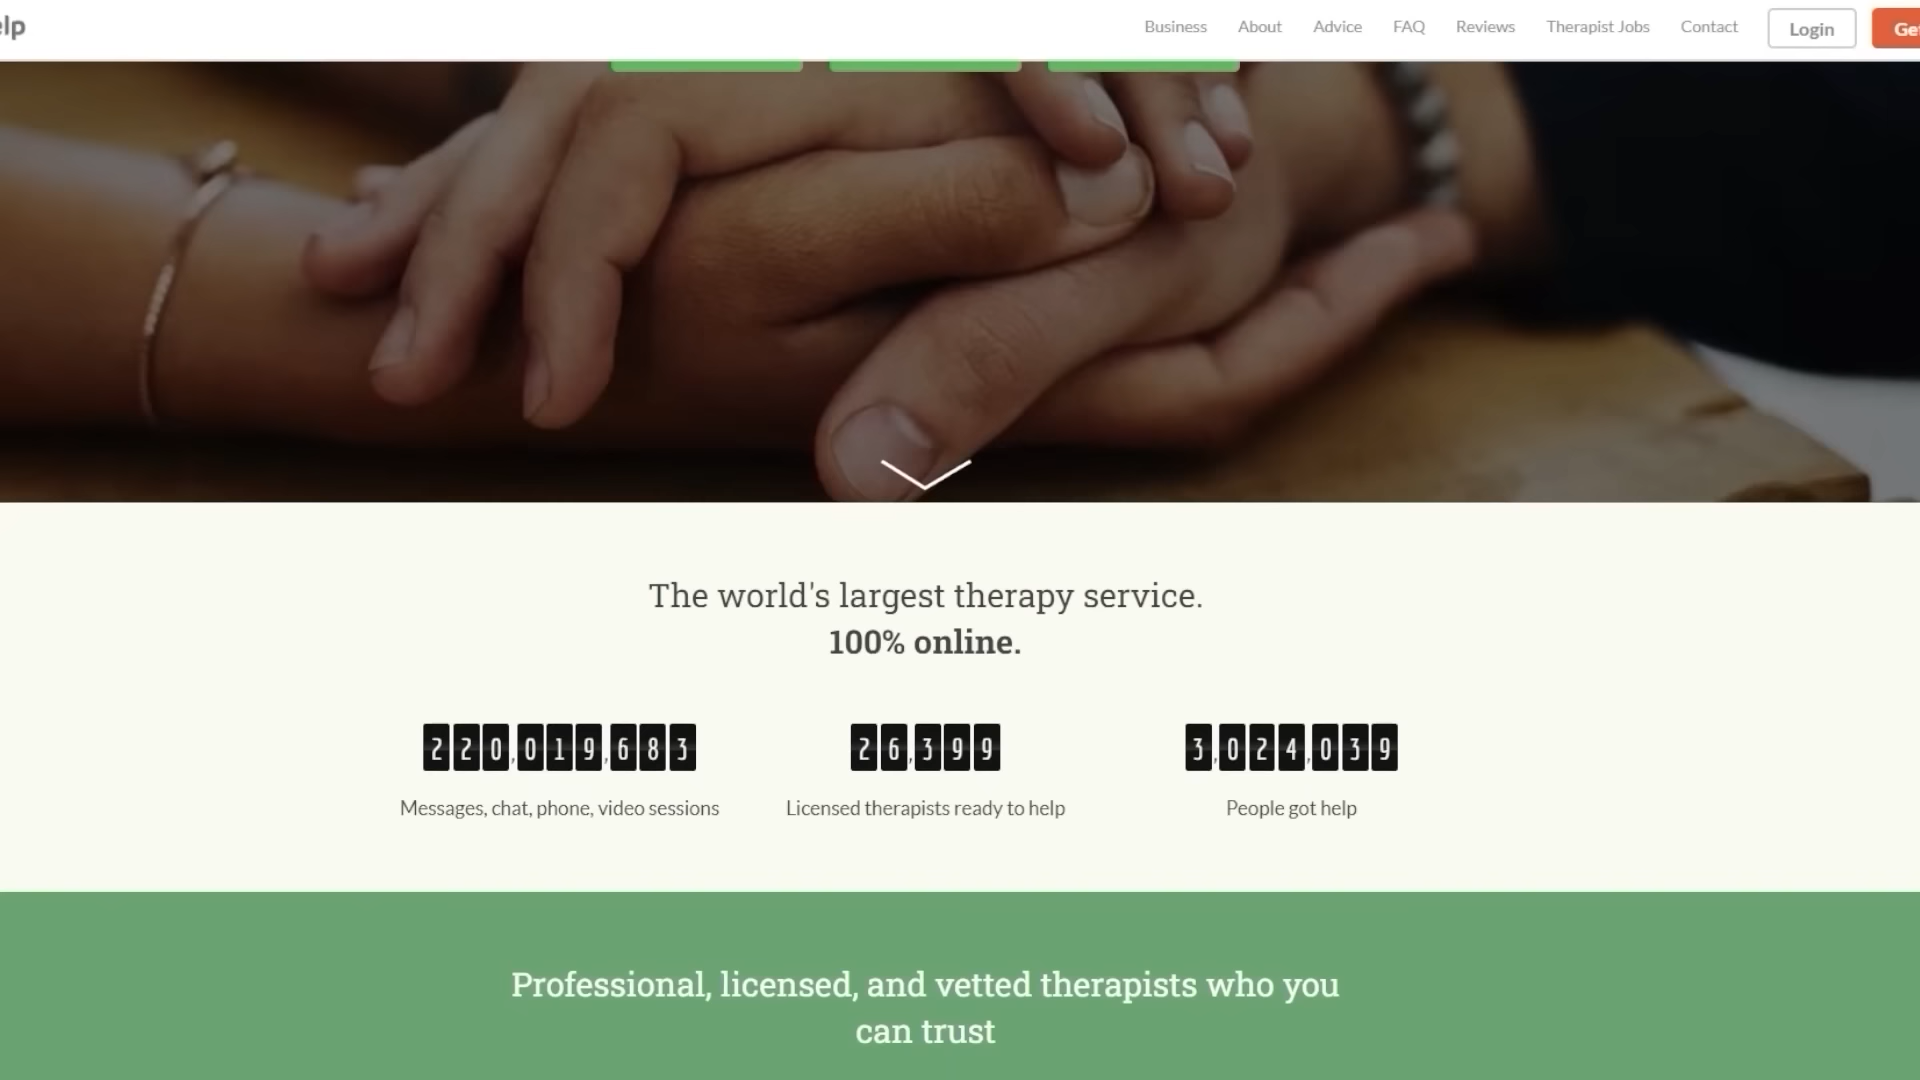 elp
Business About Advice FAQ Reviews Therapist Jobs Contact Login Get
The world's largest therapy service.
100% online.
220,019,683 26,399 3,024,039
Messages, chat, phone, video sessions Licensed therapists ready to help People got help
Professional, licensed, and vetted therapists who you
can trust